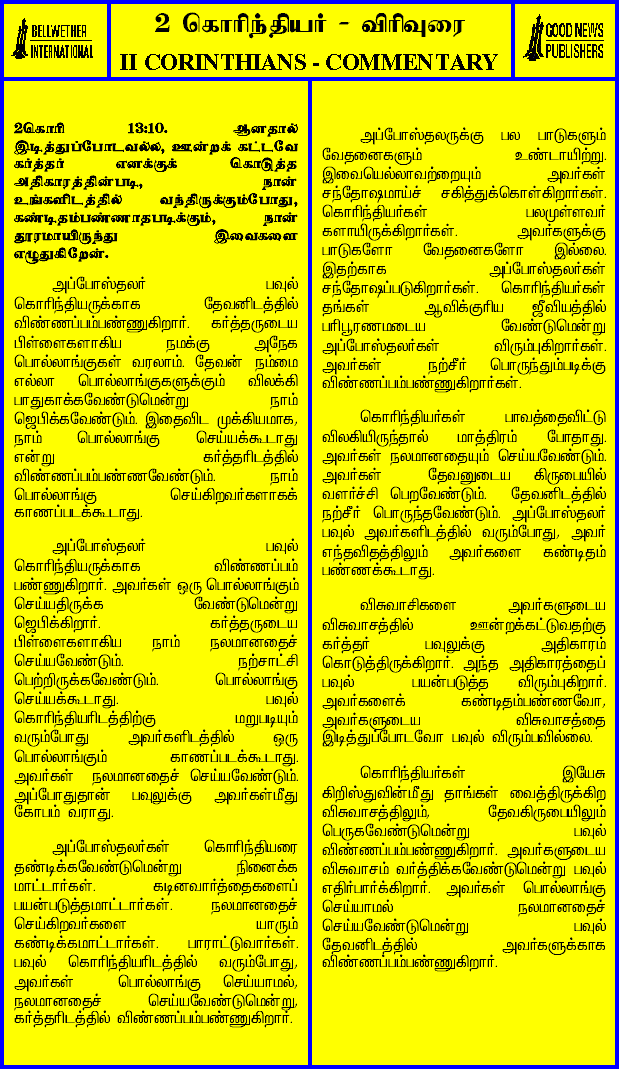 BELLWETHER
INTERNATIONAL
2 கொரிந்தியர் - விரிவுரை
II CORINTHIANS - COMMENTARY
GOOD NEWS
PUBLISHERS
2கொரி 13:10. ஆனதால்
இடித்துப்போடவல்ல, ஊன்றக் கட்டவே
கர்த்தர் எனக்குக் கொடுத்த
அதிகாரத்தின்படி, நான்
உங்களிடத்தில் வந்திருக்கும்போது,
கண்டிதம்பண்ணாதபடிக்கும், நான்
தூரமாயிருந்து இவைகளை
எழுதுகிறேன்.
அப்போஸ்தலர் பவுல்
கொரிந்தியருக்காக தேவனிடத்தில்
விண்ணப்பம்பண்ணுகிறார். கர்த்தருடைய
பிள்ளைகளாகிய நமக்கு அநேக
பொல்லாங்குகள் வரலாம். தேவன் நம்மை
எல்லா பொல்லாங்குகளுக்கும் விலக்கி
பாதுகாக்கவேண்டுமென்று நாம்
ஜெபிக்கவேண்டும். இதைவிட முக்கியமாக,
நாம் பொல்லாங்கு செய்யக்கூடாது
என்று கர்த்தரிடத்தில்
விண்ணப்பம்பண்ணவேண்டும். நாம்
பொல்லாங்கு செய்கிறவர்களாகக்
காணப்படக்கூடாது.
அப்போஸ்தலர் பவுல்
கொரிந்தியருக்காக விண்ணப்பம்
பண்ணுகிறார். அவர்கள் ஒரு பொல்லாங்கும்
செய்யதிருக்க வேண்டுமென்று
ஜெபிக்கிறார். கர்த்தருடைய
பிள்ளைகளாகிய நாம் நலமானதைச்
செய்யவேண்டும். நற்சாட்சி
பெற்றிருக்கவேண்டும். பொல்லாங்கு
செய்யக்கூடாது. பவுல்
கொரிந்தியரிடத்திற்கு மறுபடியும்
வரும்போது அவர்களிடத்தில் ஒரு
பொல்லாங்கும் காணப்படக்கூடாது.
அவர்கள் நலமானதைச் செய்யவேண்டும்.
அப்போதுதான் பவுலுக்கு அவர்கள்மீது
கோபம் வராது.
அப்போஸ்தலர்கள் கொரிந்தியரை
தண்டிக்கவேண்டுமென்று நினைக்க
மாட்டார்கள். கடினவார்த்தைகளைப்
பயன்படுத்தமாட்டார்கள். நலமானதைச்
செய்கிறவர்களை யாரும்
கண்டிக்கமாட்டார்கள். பாராட்டுவார்கள்.
பவுல் கொரிந்தியரிடத்தில் வரும்போது,
அவர்கள் பொல்லாங்கு செய்யாமல்,
நலமானதைச் செய்யவேண்டுமென்று,
கர்த்தரிடத்தில் விண்ணப்பம்பண்ணுகிறார்.
அப்போஸ்தலருக்கு பல பாடுகளும்
வேதனைகளும் உண்டாயிற்று.
இவையெல்லாவற்றையும் அவர்கள்
சந்தோஷமாய்ச் சகித்துக்கொள்கிறார்கள்.
கொரிந்தியர்கள் பலமுள்ளவர்
களாயிருக்கிறார்கள். அவர்களுக்கு
பாடுகளோ வேதனைகளோ இல்லை.
இதற்காக அப்போஸ்தலர்கள்
சந்தோஷப்படுகிறார்கள். கொரிந்தியர்கள்
தங்கள் ஆவிக்குரிய ஜீவியத்தில்
பரிபூரணமடைய வேண்டுமென்று
அப்போஸ்தலர்கள் விரும்புகிறார்கள்.
அவர்கள் நற்சீர் பொருந்தும்படிக்கு
விண்ணப்பம்பண்ணுகிறார்கள்.
கொரிந்தியர்கள் பாவத்தைவிட்டு
விலகியிருந்தால் மாத்திரம் போதாது.
அவர்கள் நலமானதையும் செய்யவேண்டும்.
அவர்கள் தேவனுடைய கிருபையில்
வளர்ச்சி பெறவேண்டும். தேவனிடத்தில்
நற்சீர் பொருந்தவேண்டும். அப்போஸ்தலர்
பவுல் அவர்களிடத்தில் வரும்போது, அவர்
எந்தவிதத்திலும் அவர்களை கண்டிதம்
பண்ணக்கூடாது.
விசுவாசிகளை அவர்களுடைய
விசுவாசத்தில் ஊன்றக்கட்டுவதற்கு
கர்த்தர் பவுலுக்கு அதிகாரம்
கொடுத்திருக்கிறார். அந்த அதிகாரத்தைப்
பவுல் பயன்படுத்த விரும்புகிறார்.
அவர்களைக் கண்டிதம்பண்ணவோ,
அவர்களுடைய விசுவாசத்தை
இடித்துப்போடவோ பவுல் விரும்பவில்லை.
கொரிந்தியர்கள் இயேசு
கிறிஸ்துவின்மீது தாங்கள் வைத்திருக்கிற
விசுவாசத்திலும், தேவகிருபையிலும்
பெருகவேண்டுமென்று பவுல்
விண்ணப்பம்பண்ணுகிறார். அவர்களுடைய
விசுவாசம் வர்த்திக்கவேண்டுமென்று பவுல்
எதிர்பார்க்கிறார். அவர்கள் பொல்லாங்கு
செய்யாமல் நலமானதைச்
செய்யவேண்டுமென்று பவுல்
தேவனிடத்தில் அவர்களுக்காக
விண்ணப்பம்பண்ணுகிறார்.